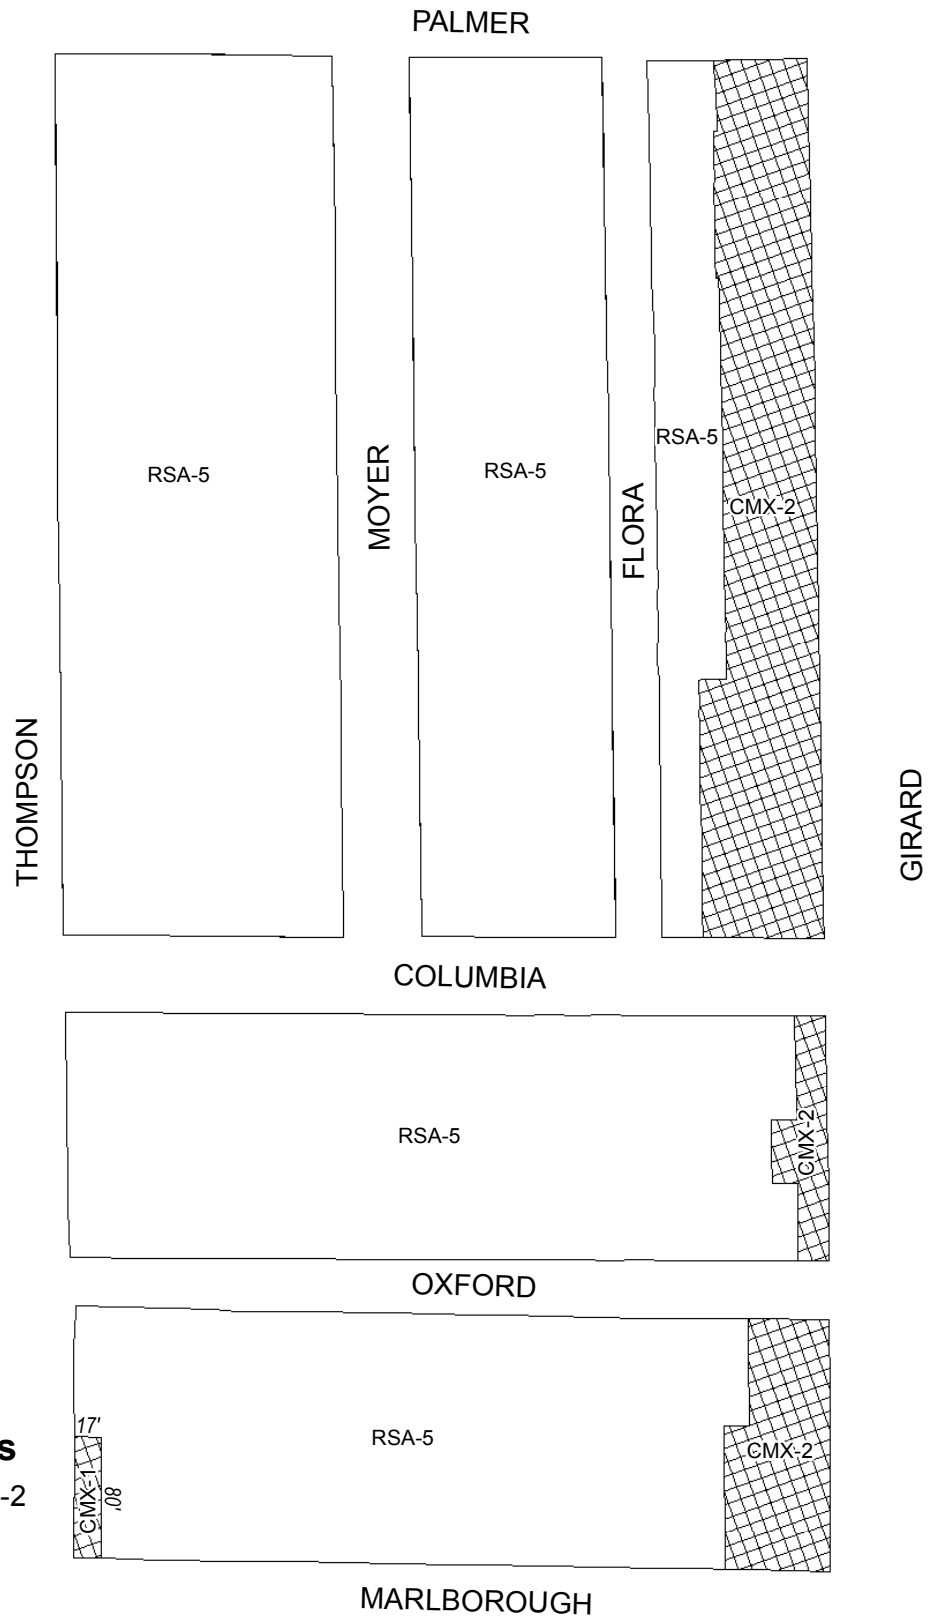 PALMER
RSA-5
MOYER
RSA-5
FLORA
RSA-5
CMX-2
THOMPSON
GIRARD
COLUMBIA
RSA-5
CMX-2
OXFORD
17'
s
-2
CMX-1
80'
RSA-5
CMX-2
MARLBOROUGH